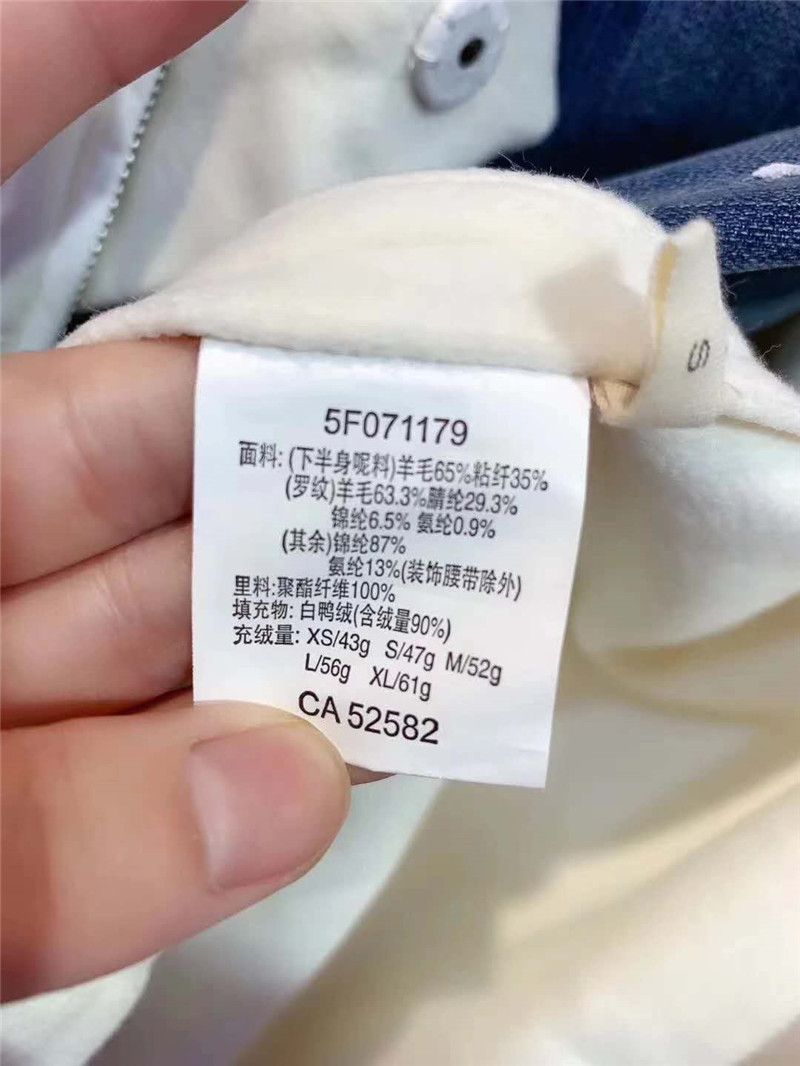 S
5F071179
面料: (下半身呢料)羊毛65%粘纤35%
(罗纹)羊毛63.3%腈纶29.3%
锦纶6.5% 氨纶0.9%
(其余)锦纶87%
氨纶13%(装饰腰带除外)
里料:聚酯纤维100%
填充物: 白鸭绒(含绒量90%)
充绒量: XS/43g S/47g M/52g
L/56g XL/61g
CA 52582